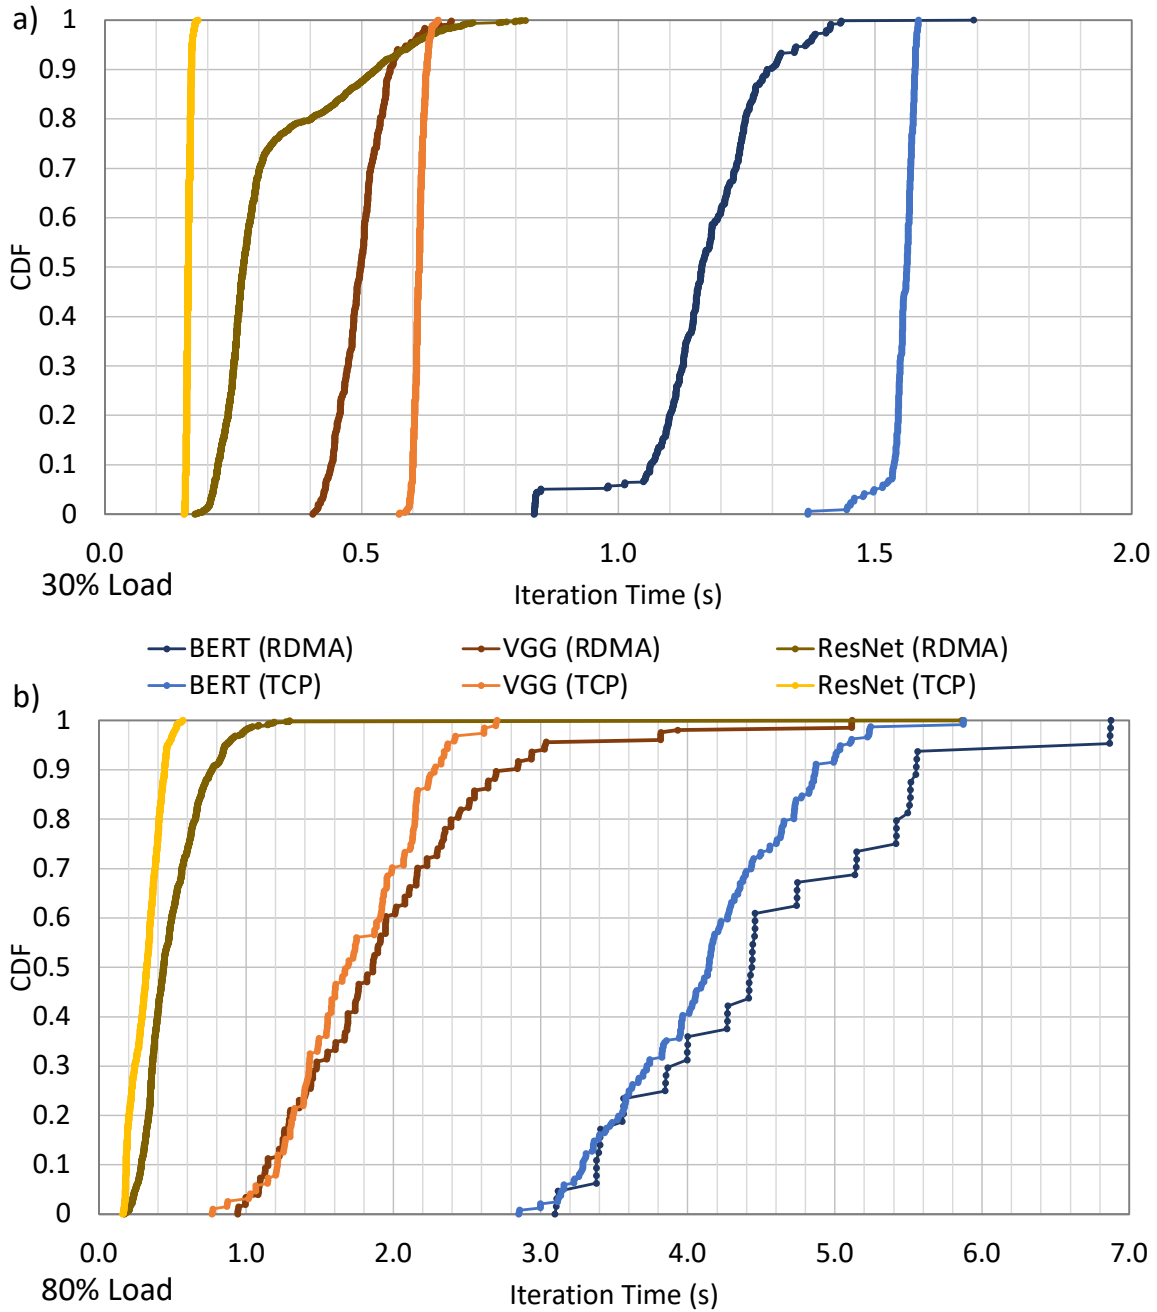 a)
1
0.9
0.8
0.7
0.6
0.5
0.4
0.3
0.2
0.1
0
CDF
0.0 0.5 1.0 1.5 2.0
30% Load
Iteration Time (s)
BERT (RDMA) VGG (RDMA) ResNet (RDMA)
BERT (TCP) VGG (TCP) ResNet (TCP)
b)
1
0.9
0.8
0.7
0.6
0.5
0.4
0.3
0.2
0.1
0
CDF
0.0 1.0 2.0 3.0 4.0 5.0 6.0 7.0
80% Load
Iteration Time (s)